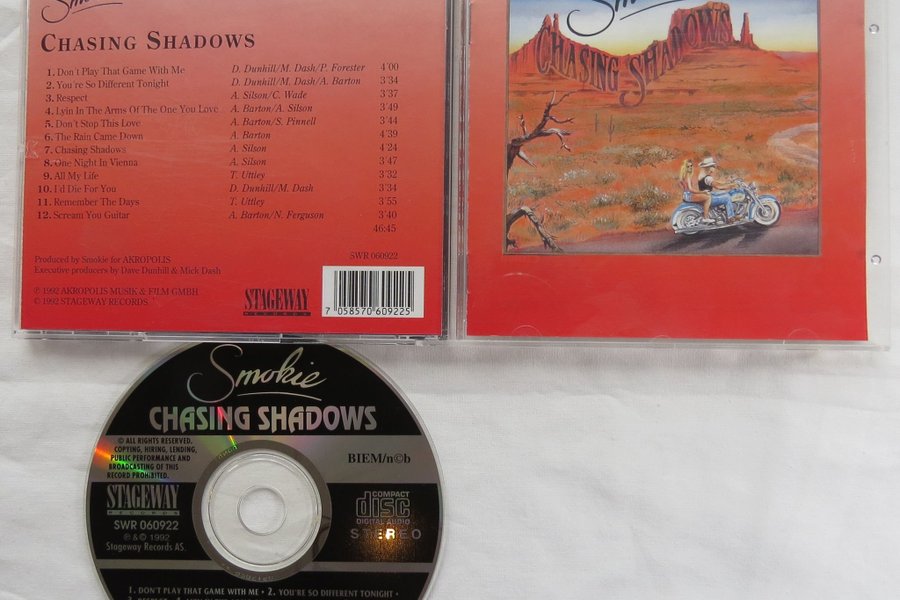 Smokie
CHASING SHADOWS
1. Don't Play That Game With Me D. Dunhill/M. Dash/P. Forester 4'00
2. You're So Different Tonight D. Dunhill/M. Dash/A. Barton 3'34
3. Respect A. Silson/C. Wade 3'37
4. Lyin In The Arms Of The One You Love A. Barton/A. Silson 3'49
5. Don't Stop This Love A. Barton/S. Pinnell 3'44
6. The Rain Came Down A. Barton 4'39
7. Chasing Shadows A. Silson 4'24
8. One Night In Vienna A. Silson 3'47
9. All My Life T. Uttley 3'32
10. I'd Die For You D. Dunhill/M. Dash 3'34
11. Remember The Days T. Uttley 3'55
12. Scream You Guitar A. Barton/N. Ferguson 3'40
46:45
Produced by Smokie for AKROPOLIS
Executive producers by Dave Dunhill & Mick Dash
SWR 060922
℗ 1992 AKROPOLIS MUSIK & FILM GMBH
© 1992 STAGEWAY RECORDS
STAGEWAY
RECORDS
7 058570 609225
CHASING SHADOWS
Smokie
CHASING SHADOWS
© ALL RIGHTS RESERVED.
COPYING, HIRING, LENDING,
PUBLIC PERFORMANCE AND
BROADCASTING OF THIS
RECORD PROHIBITED.
BIEM/n©b
STAGEWAY
RECORDS
SWR 060922
℗ & © 1992
Stageway Records AS.
COMPACT
disc
DIGITAL AUDIO
STEREO
1. DON'T PLAY THAT GAME WITH ME • 2. YOU'RE SO DIFFERENT TONIGHT •